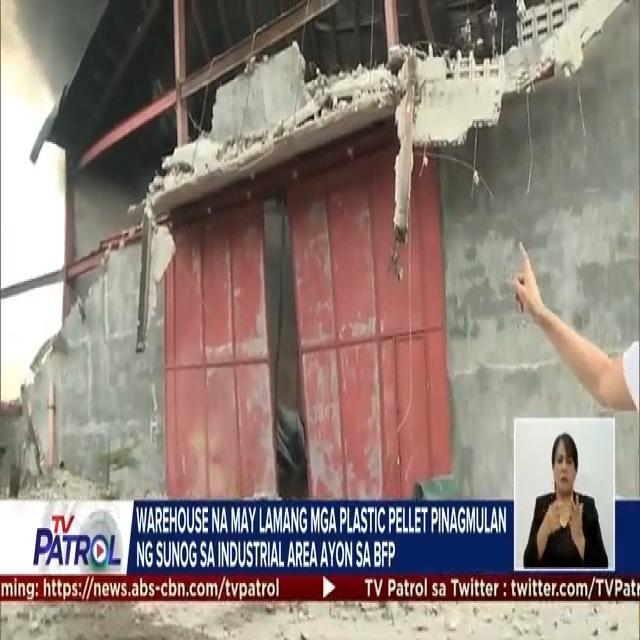 TV
PATROL
WAREHOUSE NA MAY LAMANG MGA PLASTIC PELLET PINAGMULAN
NG SUNOG SA INDUSTRIAL AREA AYON SA BFP
ming: https://news.abs-cbn.com/tvpatrol TV Patrol sa Twitter : twitter.com/TVPat